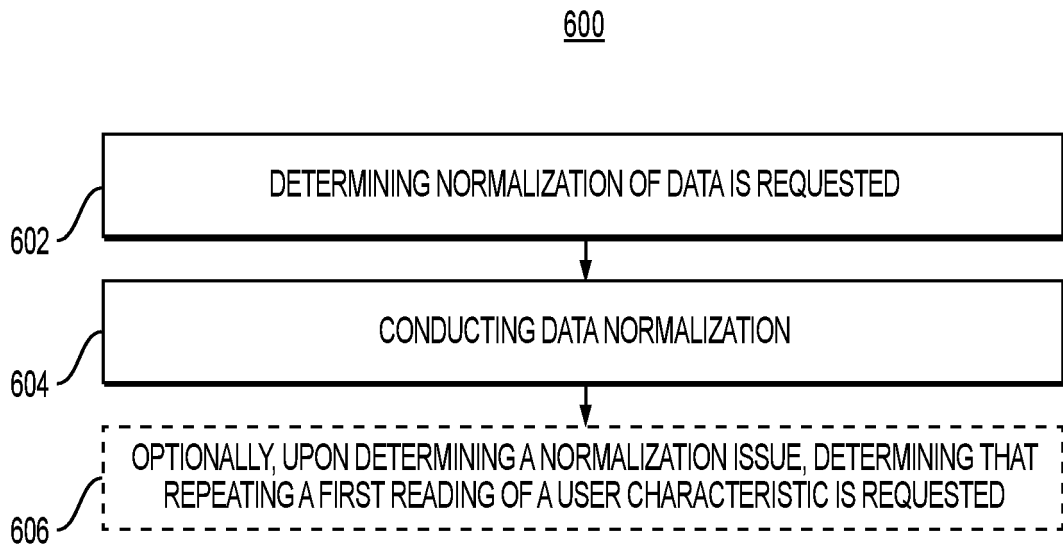 600
DETERMINING NORMALIZATION OF DATA IS REQUESTED
602
CONDUCTING DATA NORMALIZATION
604
OPTIONALLY, UPON DETERMINING A NORMALIZATION ISSUE, DETERMINING THAT
REPEATING A FIRST READING OF A USER CHARACTERISTIC IS REQUESTED
606